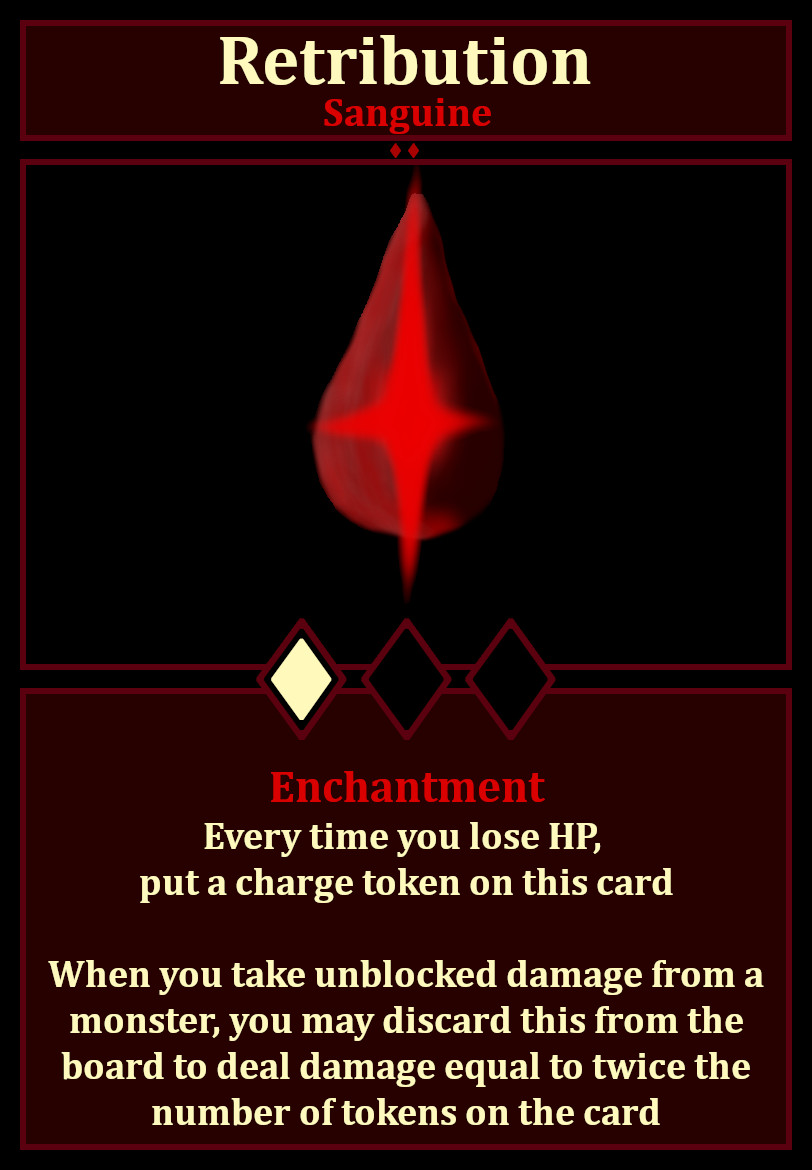 Retribution
Sanguine
Enchantment
Every time you lose HP,
put a charge token on this card
When you take unblocked damage from a
monster, you may discard this from the
board to deal damage equal to twice the
number of tokens on the card